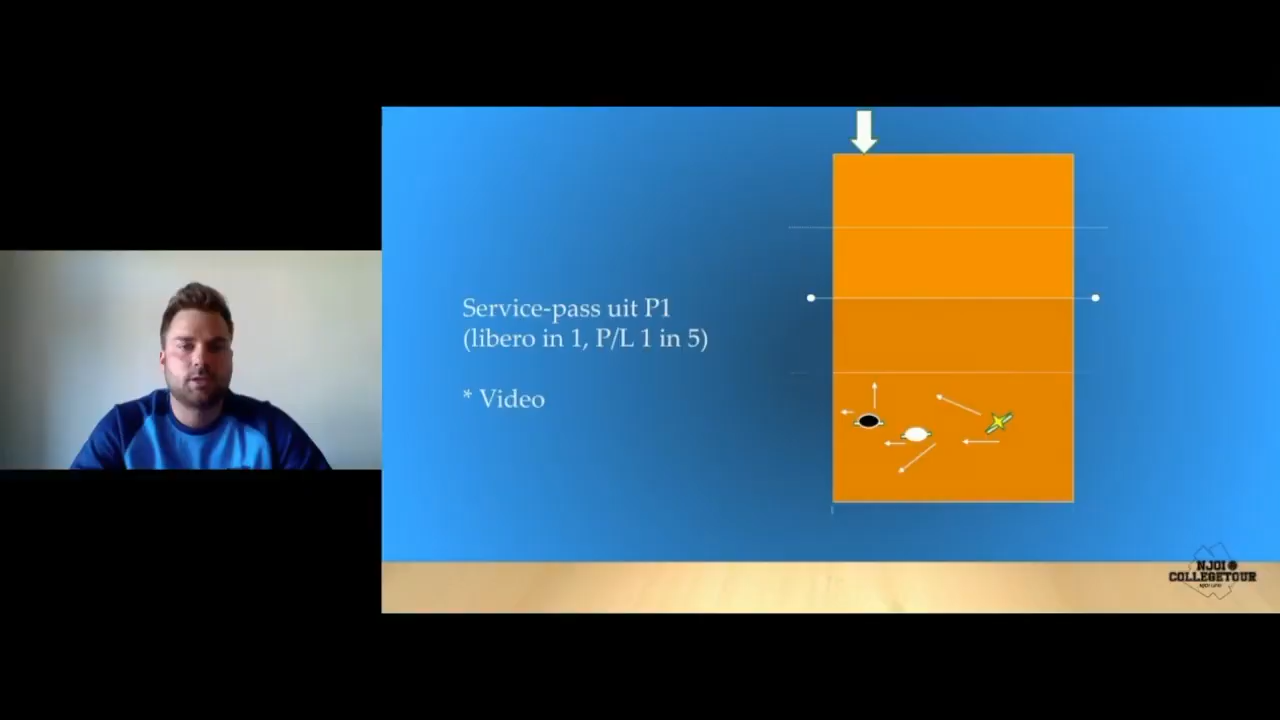 Service-pass uit P1
(libero in 1, P/L 1 in 5)
* Video
NJOI
COLLEGETOUR